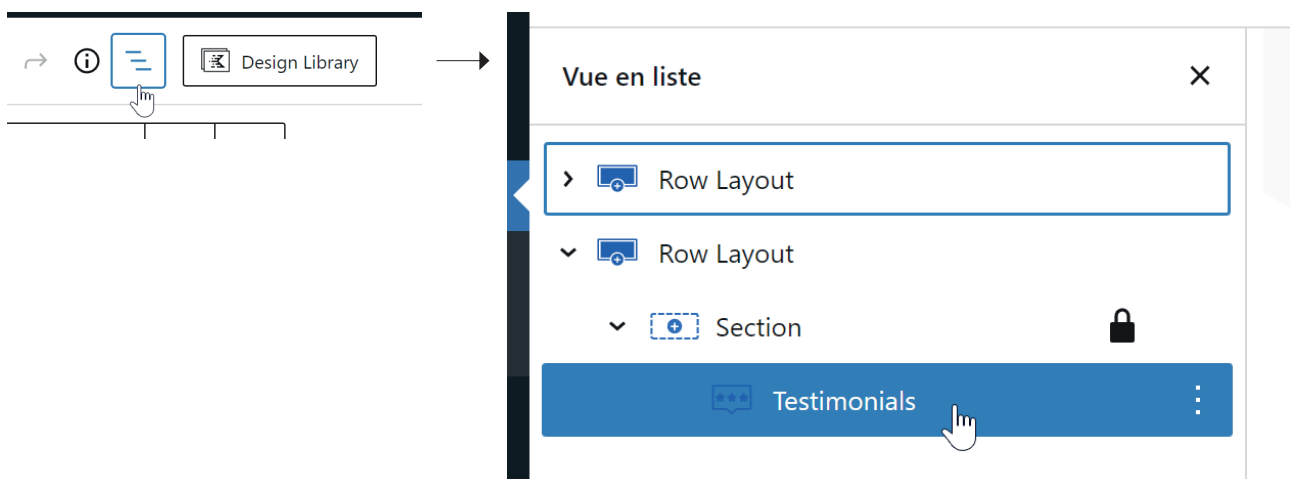 Design Library
Vue en liste
Row Layout
Row Layout
Section
Testimonials